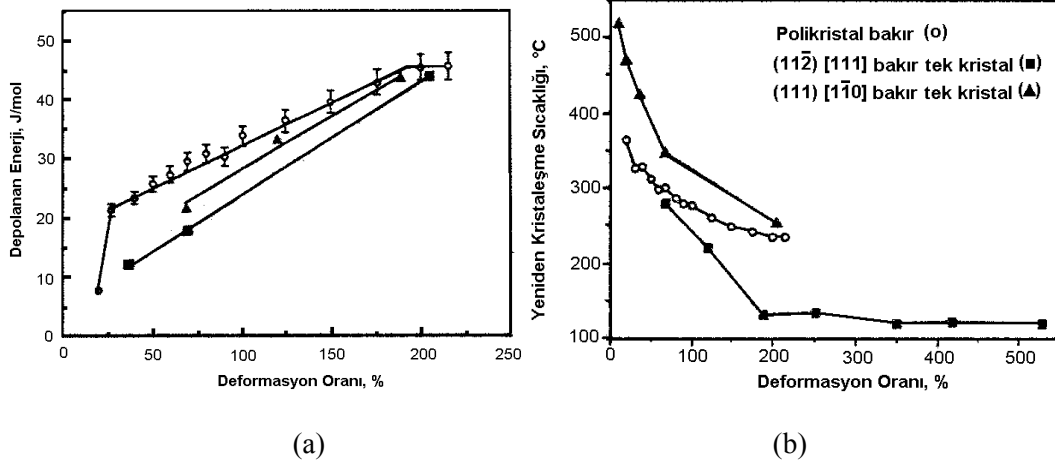 50
40
30
20
10
0
Depolanan Enerji, J/mol
0 50 100 150 200 250
Deformasyon Oranı, %
(a)
500
400
300
200
100
Yeniden Kristaleşme Sıcaklığı, °C
Polikristal bakır (o)
(112̅) [111] bakır tek kristal (■)
(111) [11̅0] bakır tek kristal (▲)
0 100 200 300 400 500
Deformasyon Oranı, %
(b)